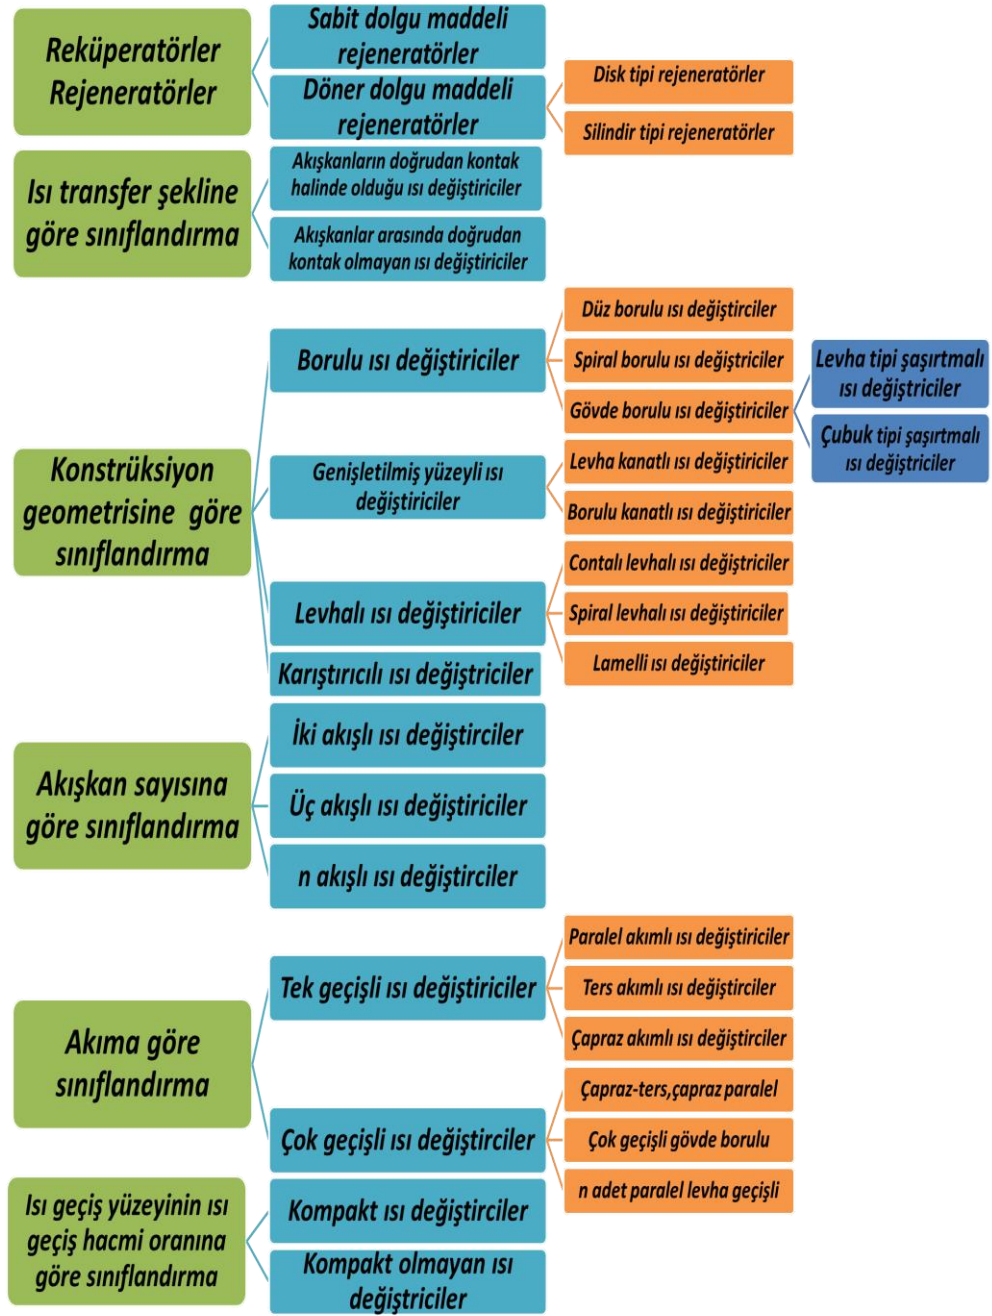 Reküperatörler
Rejeneratörler
Sabit dolgu maddeli
rejeneratörler
Döner dolgu maddeli
rejeneratörler
Disk tipi rejeneratörler
Silindir tipi rejeneratörler
Isı transfer şekline
göre sınıflandırma
Akışkanların doğrudan kontak
halinde olduğu ısı değiştiriciler
Akışkanlar arasında doğrudan
kontak olmayan ısı değiştiriciler
Konstrüksiyon
geometrisine göre
sınıflandırma
Borulu ısı değiştiriciler
Düz borulu ısı değiştirciler
Spiral borulu ısı değiştriciler
Gövde borulu ısı değiştiriciler
Levha tipi şaşırtmalı
ısı değiştriciler
Çubuk tipi şaşırtmalı
ısı değiştriciler
Genişletilmiş yüzeyli ısı
değiştiriciler
Levha kanatlı ısı değiştiriciler
Borulu kanatlı ısı değiştiriciler
Levhalı ısı değiştiriciler
Contalı levhalı ısı değiştriciler
Spiral levhalı ısı değiştiriciler
Lamelli ısı değiştiriciler
Karıştırıcılı ısı değiştriciler
Akışkan sayısına
göre sınıflandırma
İki akışlı ısı değiştirciler
Üç akışlı ısı değiştiriciler
n akışlı ısı değiştirciler
Akıma göre
sınıflandırma
Tek geçişli ısı değiştiriciler
Paralel akımlı ısı değiştiriciler
Ters akımlı ısı değiştirciler
Çapraz akımlı ısı değiştirciler
Çok geçişli ısı değiştirciler
Çapraz-ters,çapraz paralel
Çok geçişli gövde borulu
n adet paralel levha geçişli
Isı geçiş yüzeyinin ısı
geçiş hacmi oranına
göre sınıflandırma
Kompakt ısı değiştirciler
Kompakt olmayan ısı
değiştriciler